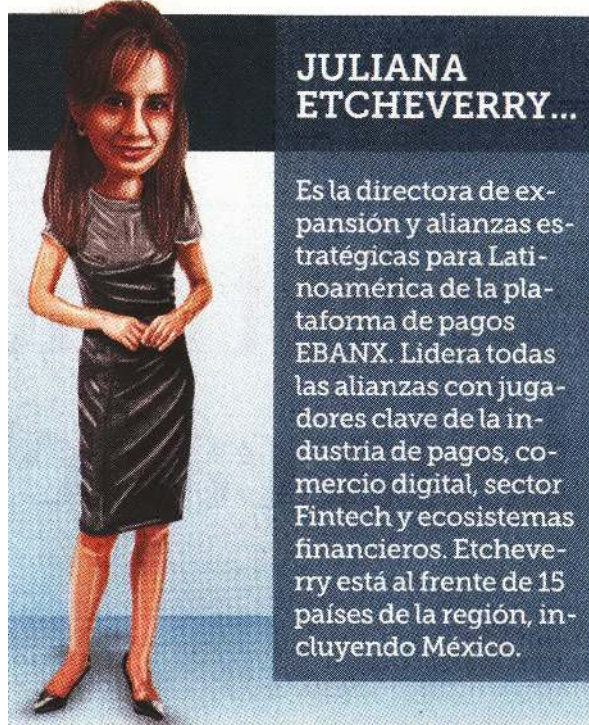 JULIANA
ETCHEVERRY...
Es la directora de ex-
pansión y alianzas es-
tratégicas para Lati-
noamérica de la pla-
taforma de pagos
EBANX. Lidera todas
las alianzas con juga-
dores clave de la in-
dustria de pagos, co-
mercio digital, sector
Fintech y ecosistemas
financieros. Etcheve-
rry está al frente de 15
países de la región, in-
cluyendo México.